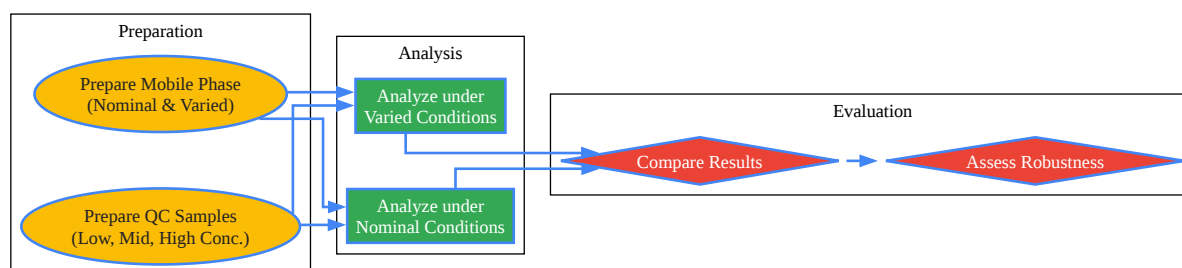 Preparation
Prepare Mobile Phase
(Nominal & Varied)
Prepare QC Samples
(Low, Mid, High Conc.)
Analysis
Analyze under
Varied Conditions
Analyze under
Nominal Conditions
Evaluation
Compare Results
Assess Robustness